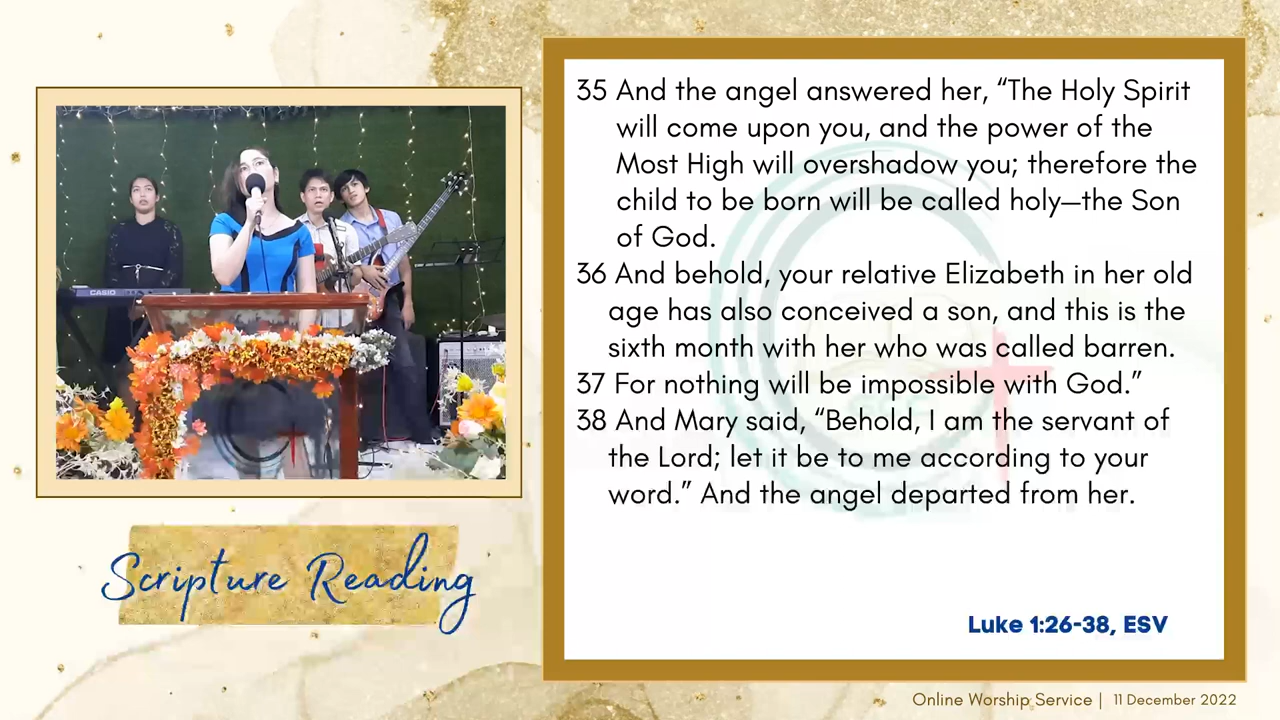 35 And the angel answered her, “The Holy Spirit
will come upon you, and the power of the
Most High will overshadow you; therefore the
child to be born will be called holy—the Son
of God.
36 And behold, your relative Elizabeth in her old
age has also conceived a son, and this is the
sixth month with her who was called barren.
37 For nothing will be impossible with God.”
38 And Mary said, “Behold, I am the servant of
the Lord; let it be to me according to your
word.” And the angel departed from her.
Luke 1:26-38, ESV
CASIO
Scripture Reading
Online Worship Service | 11 December 2022